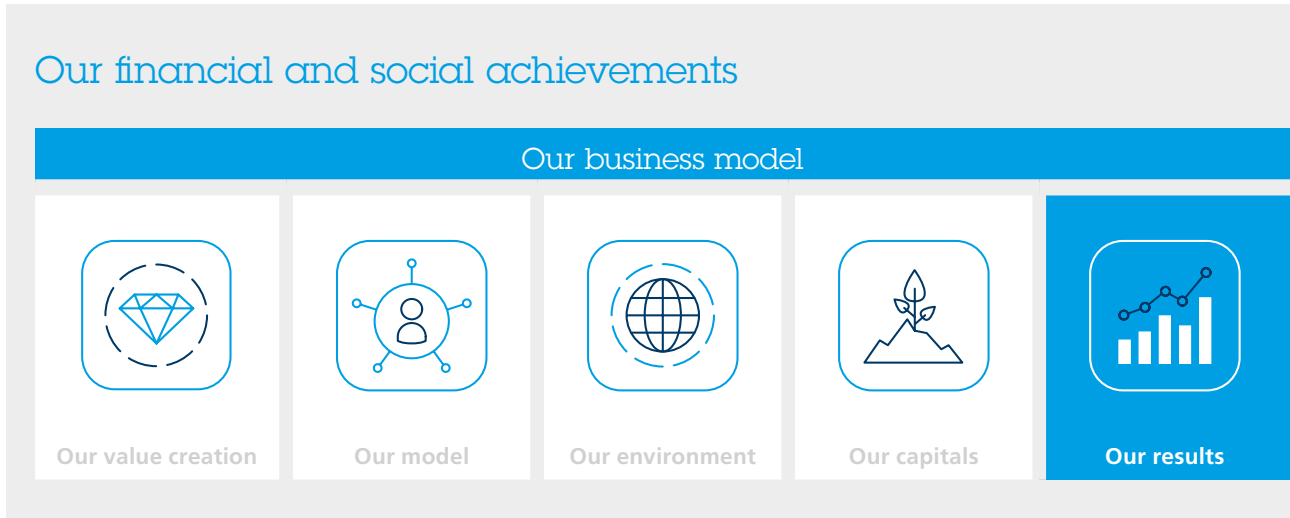 Our financial and social achievements
Our business model
Our value creation
Our model
Our environment
Our capitals
Our results